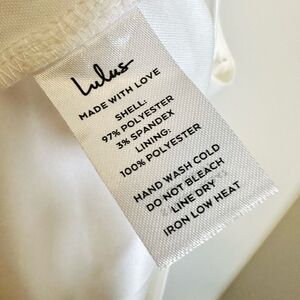 Lulus
MADE WITH LOVE
SHELL:
97% POLYESTER
3% SPANDEX
LINING:
100% POLYESTER
HAND WASH COLD
DO NOT BLEACH
LINE DRY
IRON LOW HEAT